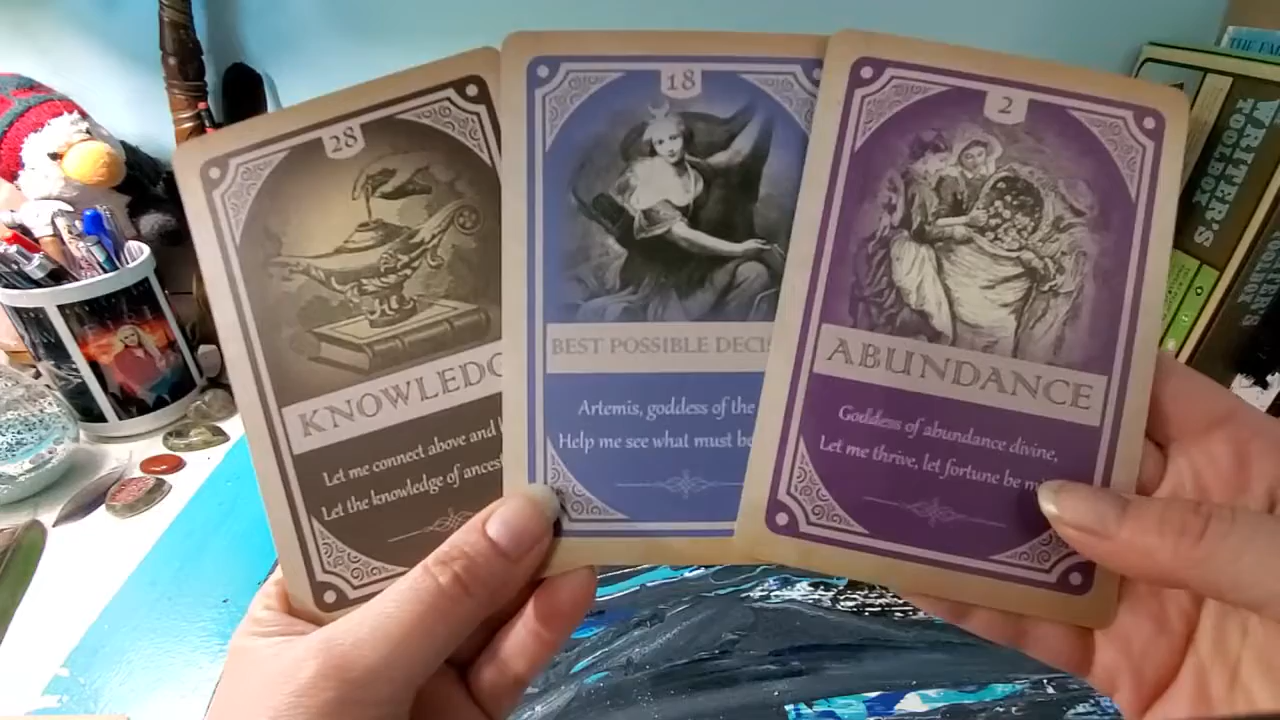 28
KNOWLEDG
Let me connect above and
Let the knowledge of ancest
18
BEST POSSIBLE DECIS
Artemis, goddess of the
Help me see what must be
2
ABUNDANCE
Goddess of abundance divine,
Let me thrive, let fortune be mi
WRITER'S
TOOLBOX